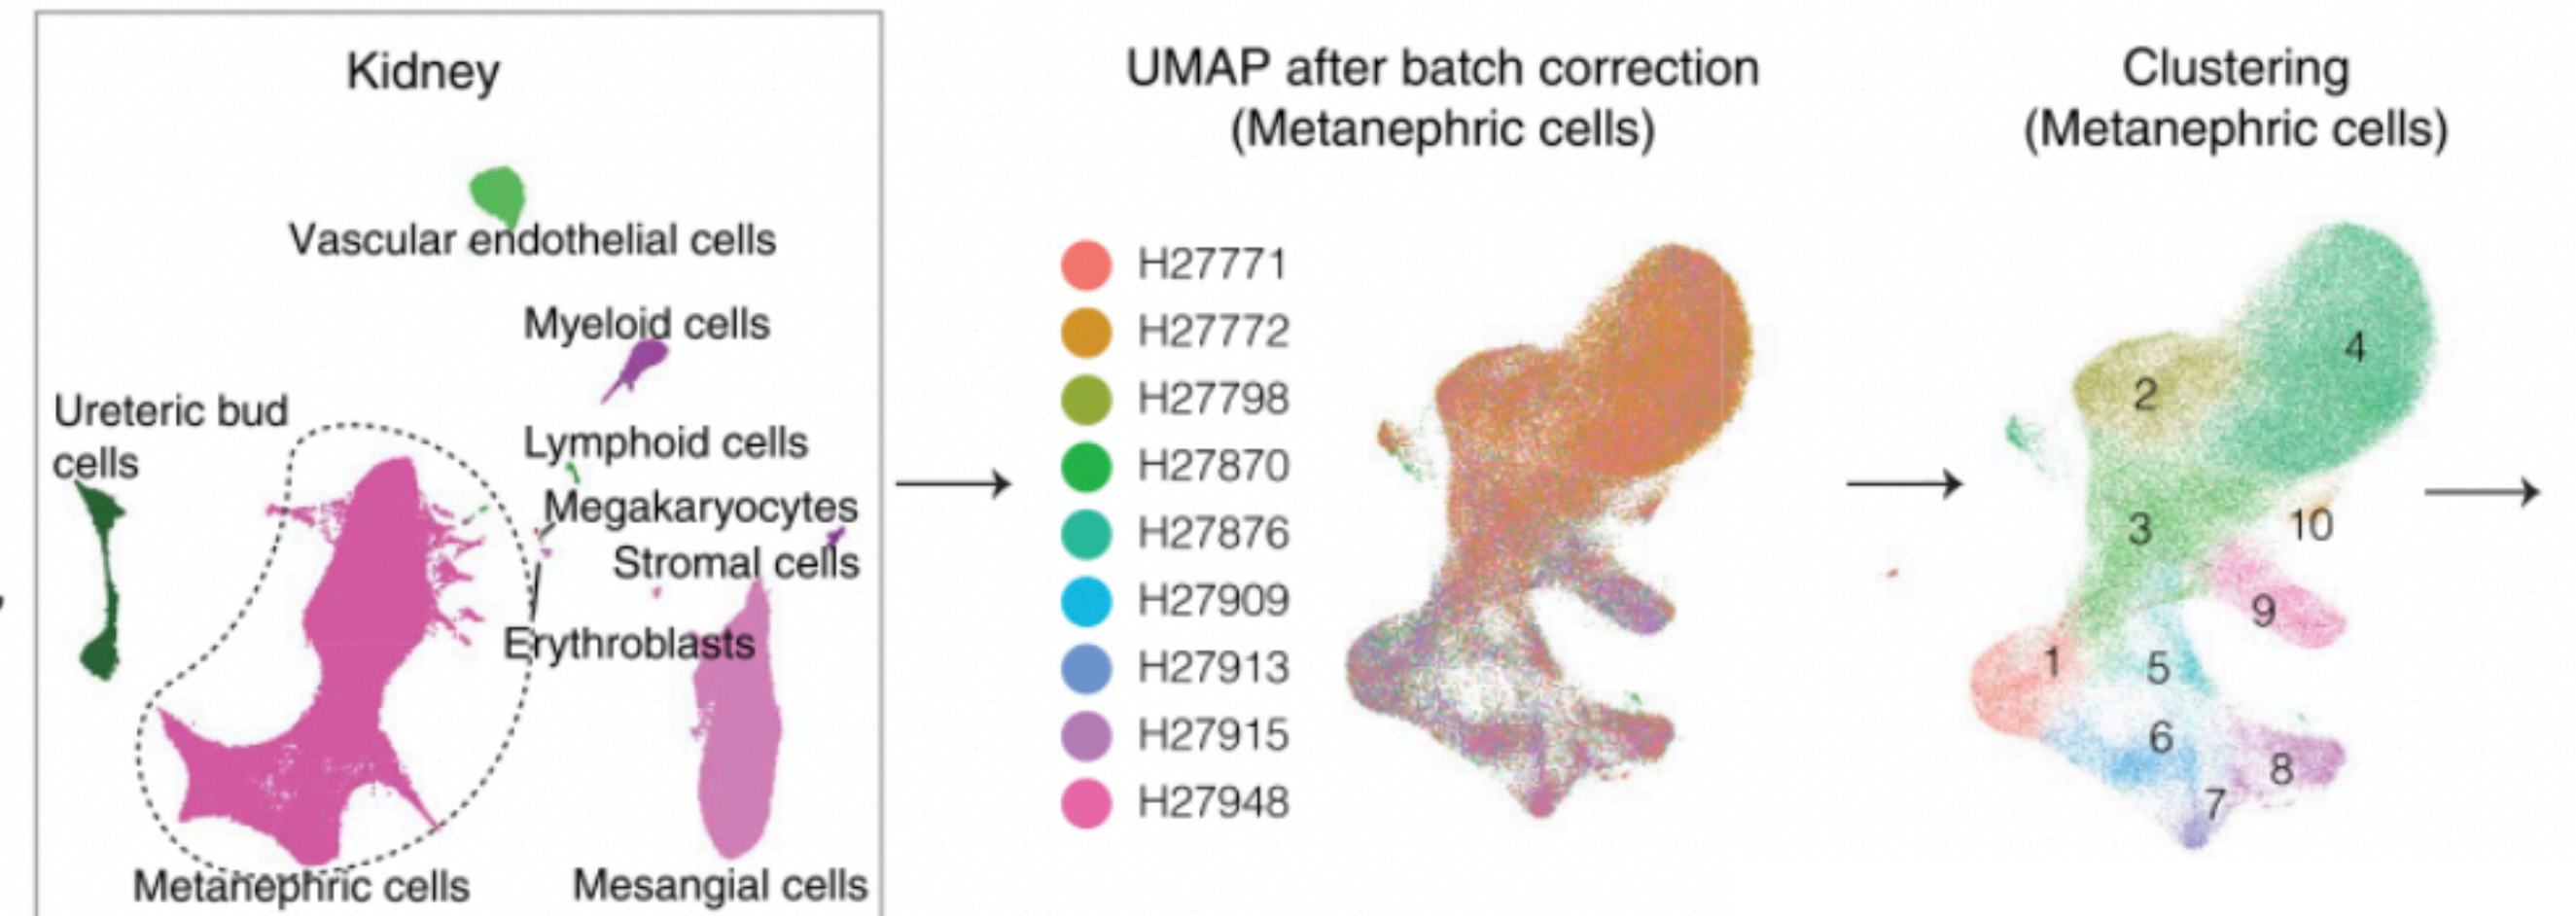 Kidney
Vascular endothelial cells
Myeloid cells
Ureteric bud
cells
Lymphoid cells
Megakaryocytes
Stromal cells
Erythroblasts
Metanephric cells
Mesangial cells
UMAP after batch correction
(Metanephric cells)
H27771
H27772
H27798
H27870
H27876
H27909
H27913
H27915
H27948
Clustering
(Metanephric cells)
4
2
3
10
9
1
5
6
8
7